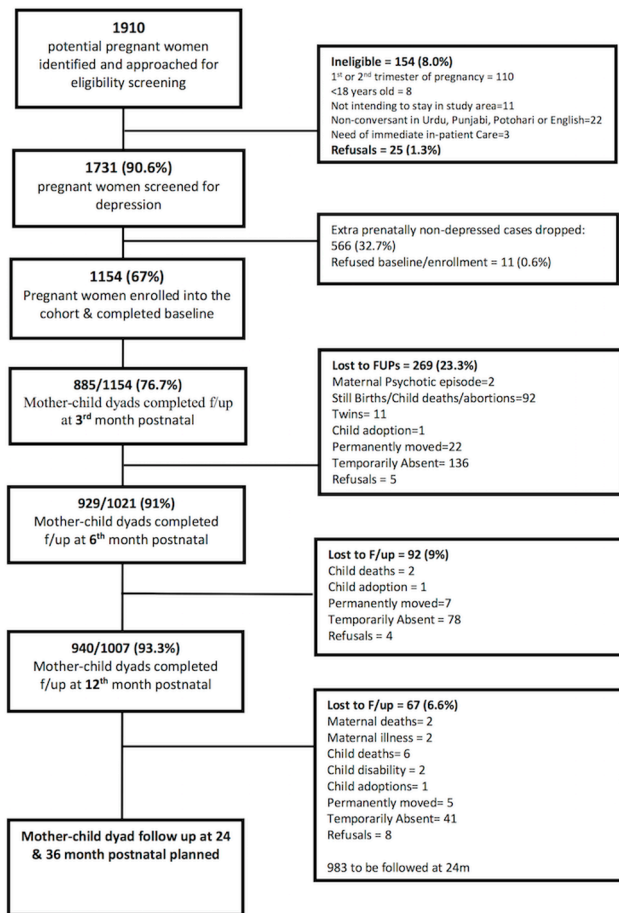 1910
potential pregnant women
identified and approached for
eligibility screening
Ineligible = 154 (8.0%)
1st or 2nd trimester of pregnancy = 110
<18 years old = 8
Not intending to stay in study area=11
Non-conversant in Urdu, Punjabi, Potohari or English=22
Need of immediate in-patient Care=3
Refusals = 25 (1.3%)
1731 (90.6%)
pregnant women screened for
depression
Extra prenatally non-depressed cases dropped:
566 (32.7%)
Refused baseline/enrollment = 11 (0.6%)
1154 (67%)
Pregnant women enrolled into the
cohort & completed baseline
Lost to FUPs = 269 (23.3%)
Maternal Psychotic episode=2
Still Births/Child deaths/abortions=92
Twins= 11
Child adoption=1
Permanently moved=22
Temporarily Absent= 136
Refusals = 5
885/1154 (76.7%)
Mother-child dyads completed f/up
at 3rd month postnatal
929/1021 (91%)
Mother-child dyads completed
f/up at 6th month postnatal
Lost to F/up = 92 (9%)
Child deaths = 2
Child adoption = 1
Permanently moved=7
Temporarily Absent = 78
Refusals = 4
940/1007 (93.3%)
Mother-child dyads completed
f/up at 12th month postnatal
Lost to F/up = 67 (6.6%)
Maternal deaths= 2
Maternal illness = 2
Child deaths= 6
Child disability = 2
Child adoptions= 1
Permanently moved= 5
Temporarily Absent= 41
Refusals = 8
983 to be followed at 24m
Mother-child dyad follow up at 24
& 36 month postnatal planned